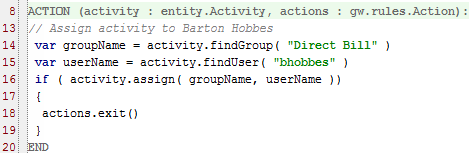 8 ACTION (activity : entity.Activity, actions : gw.rules.Action):
13 // Assign activity to Barton Hobbes
14 var groupName = activity.findGroup( "Direct Bill" )
15 var userName = activity.findUser( "bhobbes" )
16 if ( activity.assign( groupName, userName ))
17 {
18 actions.exit()
19 }
20 END